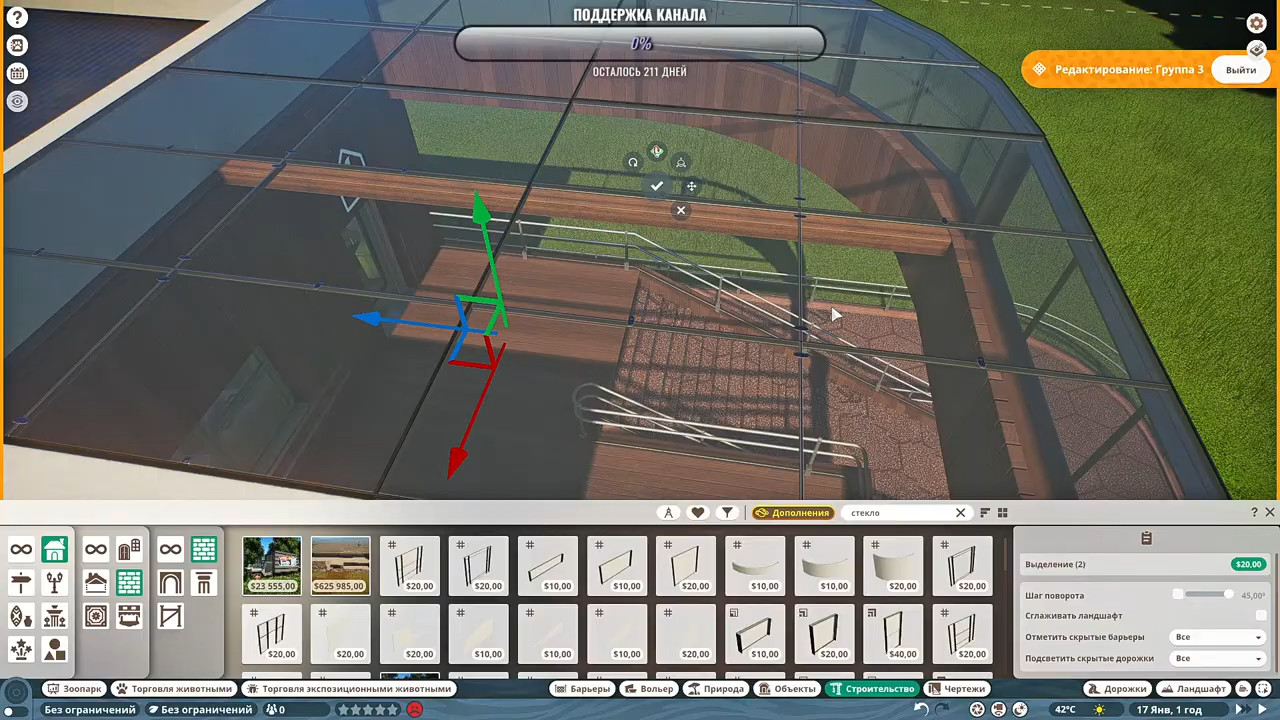 ПОДДЕРЖКА КАНАЛА
0%
ОСТАЛОСЬ 211 ДНЕЙ
Редактирование: Группа 3
Выйти
Дополнения
стекло
$23 555,00
$625 985,00
$20,00
$20,00
$10,00
$10,00
$20,00
$10,00
$10,00
$20,00
$20,00
$20,00
$20,00
$20,00
$10,00
$10,00
$10,00
$20,00
$10,00
$20,00
$40,00
$20,00
Выделение (2)
$20,00
Шаг поворота
45,00°
Сглаживать ландшафт
Отметить скрытые барьеры
Все
Подсветить скрытые дорожки
Все
Зоопарк
Торговля животными
Торговля экспозиционными животными
Барьеры
Вольер
Природа
Объекты
Строительство
Чертежи
Дорожки
Ландшафт
Без ограничений
Без ограничений
0
42°C
17 Янв, 1 год